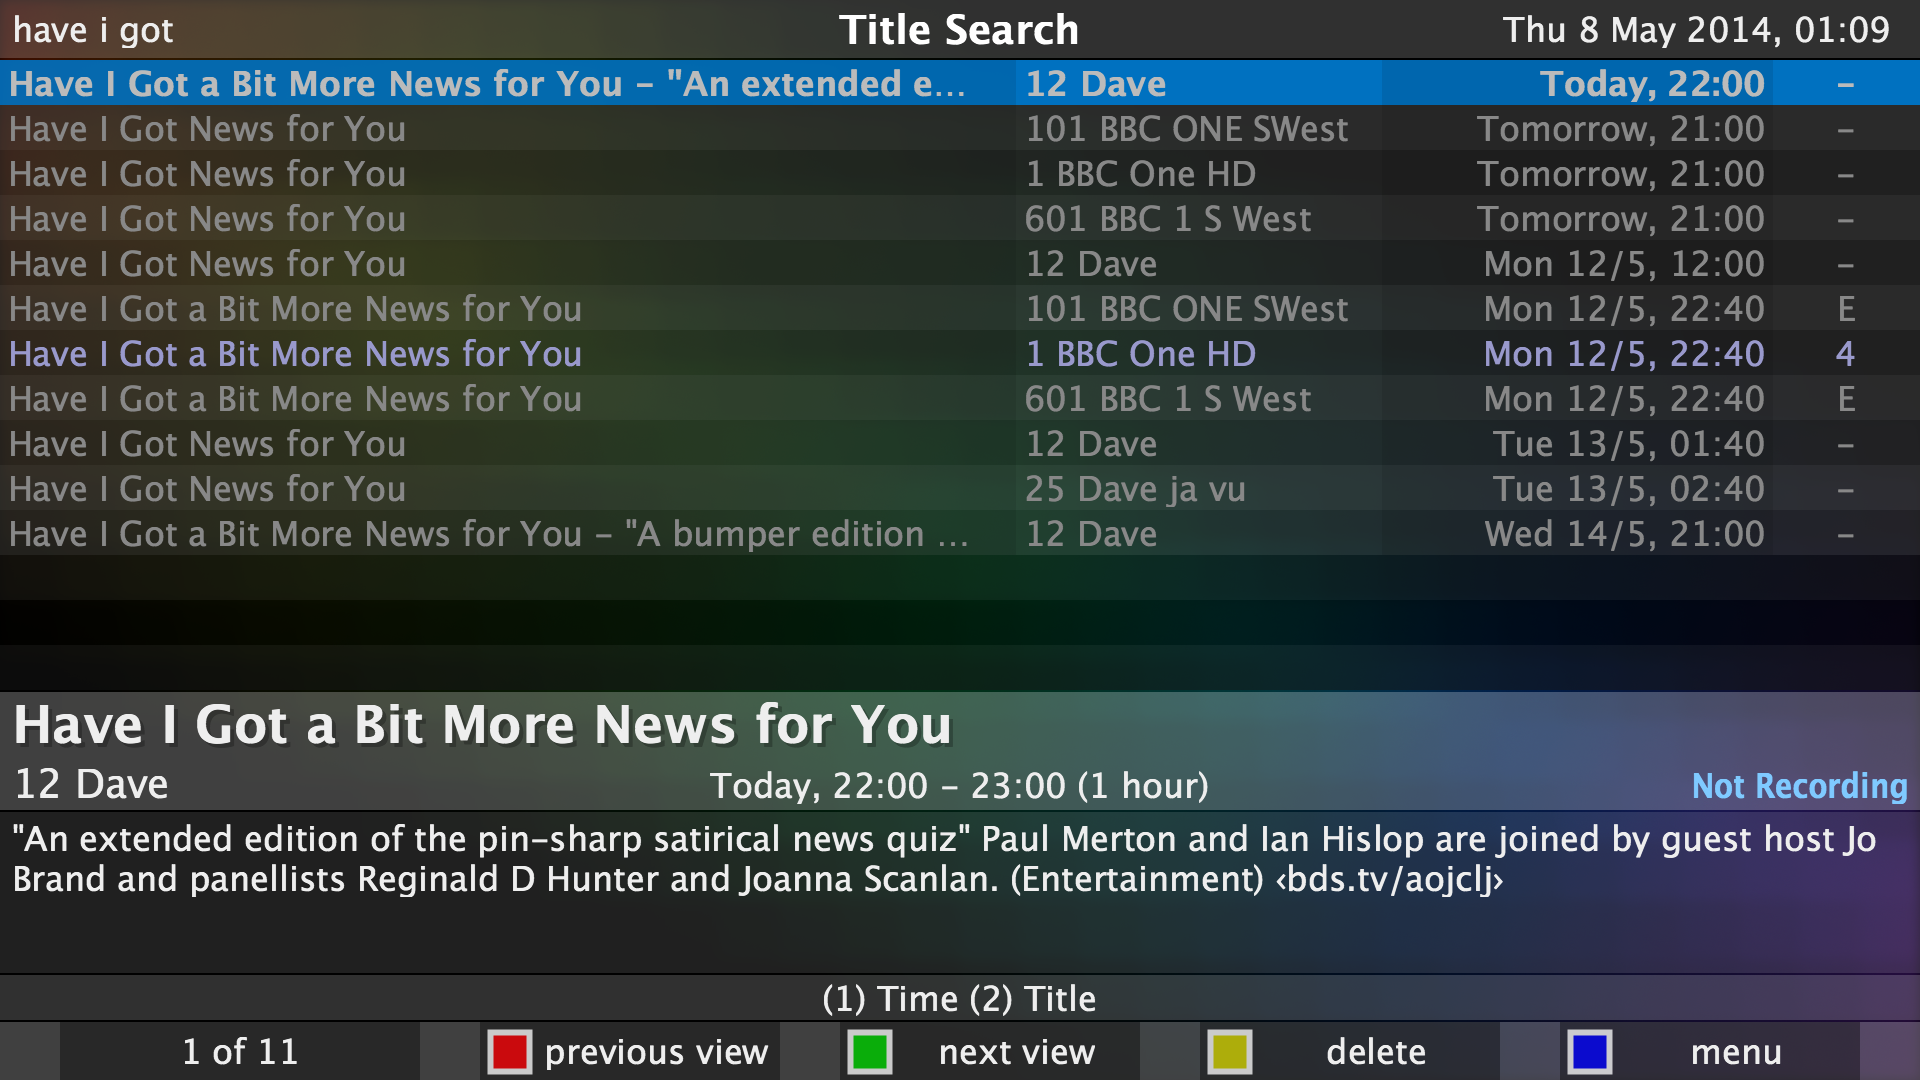 have i got Title Search Thu 8 May 2014, 01:09
Have I Got a Bit More News for You – "An extended e... 12 Dave Today, 22:00 –
Have I Got News for You 101 BBC ONE SWest Tomorrow, 21:00 –
Have I Got News for You 1 BBC One HD Tomorrow, 21:00 –
Have I Got News for You 601 BBC 1 S West Tomorrow, 21:00 –
Have I Got News for You 12 Dave Mon 12/5, 12:00 –
Have I Got a Bit More News for You 101 BBC ONE SWest Mon 12/5, 22:40 E
Have I Got a Bit More News for You 1 BBC One HD Mon 12/5, 22:40 4
Have I Got a Bit More News for You 601 BBC 1 S West Mon 12/5, 22:40 E
Have I Got News for You 12 Dave Tue 13/5, 01:40 –
Have I Got News for You 25 Dave ja vu Tue 13/5, 02:40 –
Have I Got a Bit More News for You – "A bumper edition ... 12 Dave Wed 14/5, 21:00 –
Have I Got a Bit More News for You
12 Dave Today, 22:00 – 23:00 (1 hour) Not Recording
"An extended edition of the pin-sharp satirical news quiz" Paul Merton and Ian Hislop are joined by guest host Jo
Brand and panellists Reginald D Hunter and Joanna Scanlan. (Entertainment) ‹bds.tv/aojclj›
(1) Time (2) Title
1 of 11 previous view next view delete menu